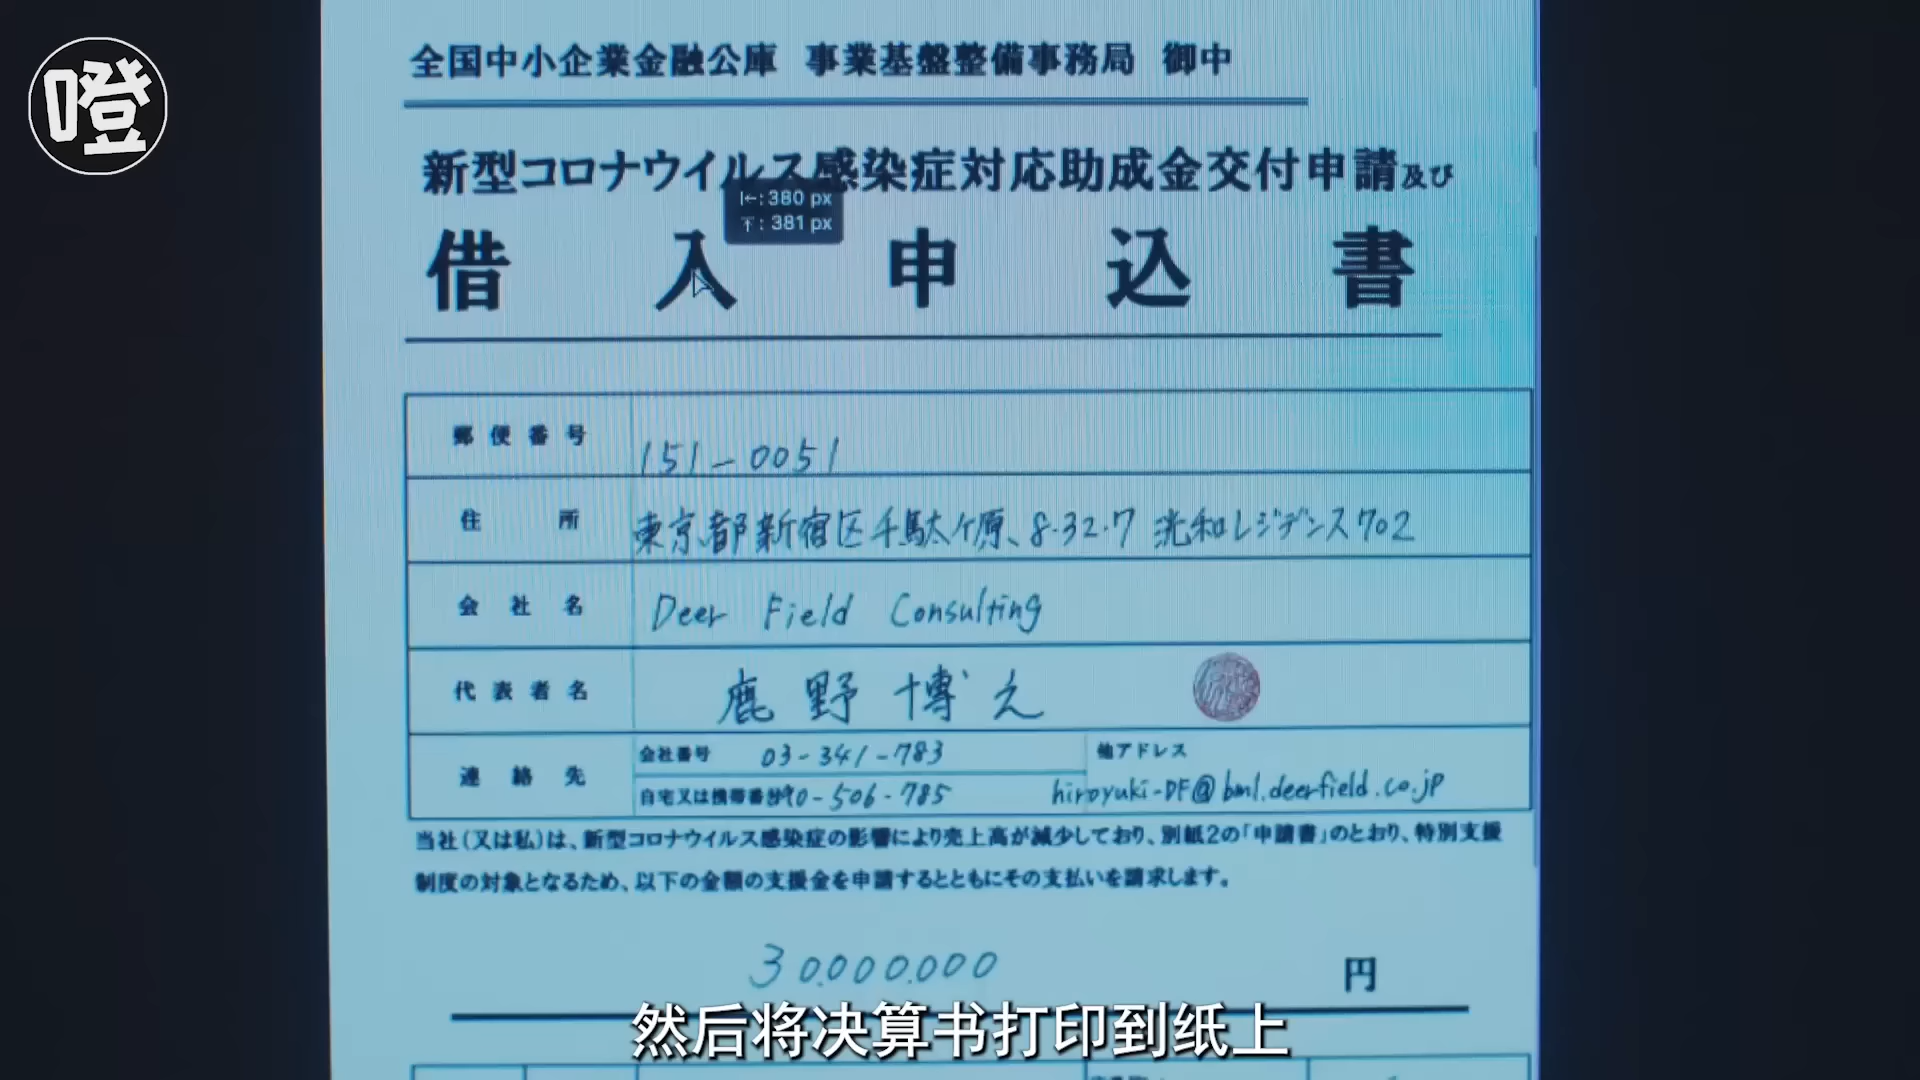 噔
全国中小企業金融公庫 事業基盤整備事務局 御中
新型コロナウイルス感染症対応助成金交付申請及び
380 px
381 px
借入申込書
郵便番号 151-0051
住所 東京都新宿区千駄ヶ原、8-32-7 洸和レジデンス702
会社名 Deer Field Consulting
代表者名 鹿野博之
連絡先 会社番号 03-341-783 他アドレス
自宅又は携帯番号 090-506-785 hiroyuki-DF@bml.deerfield.co.jp
当社(又は私)は、新型コロナウイルス感染症の影響により売上高が減少しており、別紙2の「申請書」のとおり、特別支援
制度の対象となるため、以下の金額の支援金を申請するとともにその支払いを請求します。
30.000.000 円
然后将决算书打印到纸上